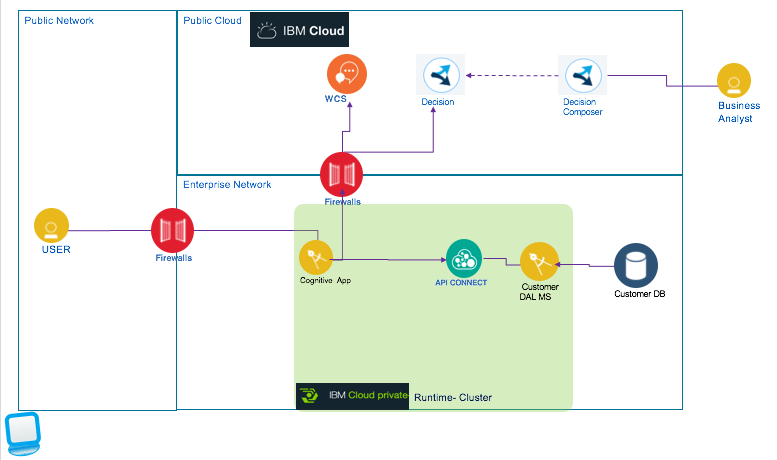 Public Network
Public Cloud
IBM Cloud
WCS
Decision
Decision
Composer
Business
Analyst
Enterprise Network
Firewalls
USER
Firewalls
Cognitive App
API CONNECT
Customer
DAL MS
Customer DB
IBM Cloud private
Runtime- Cluster